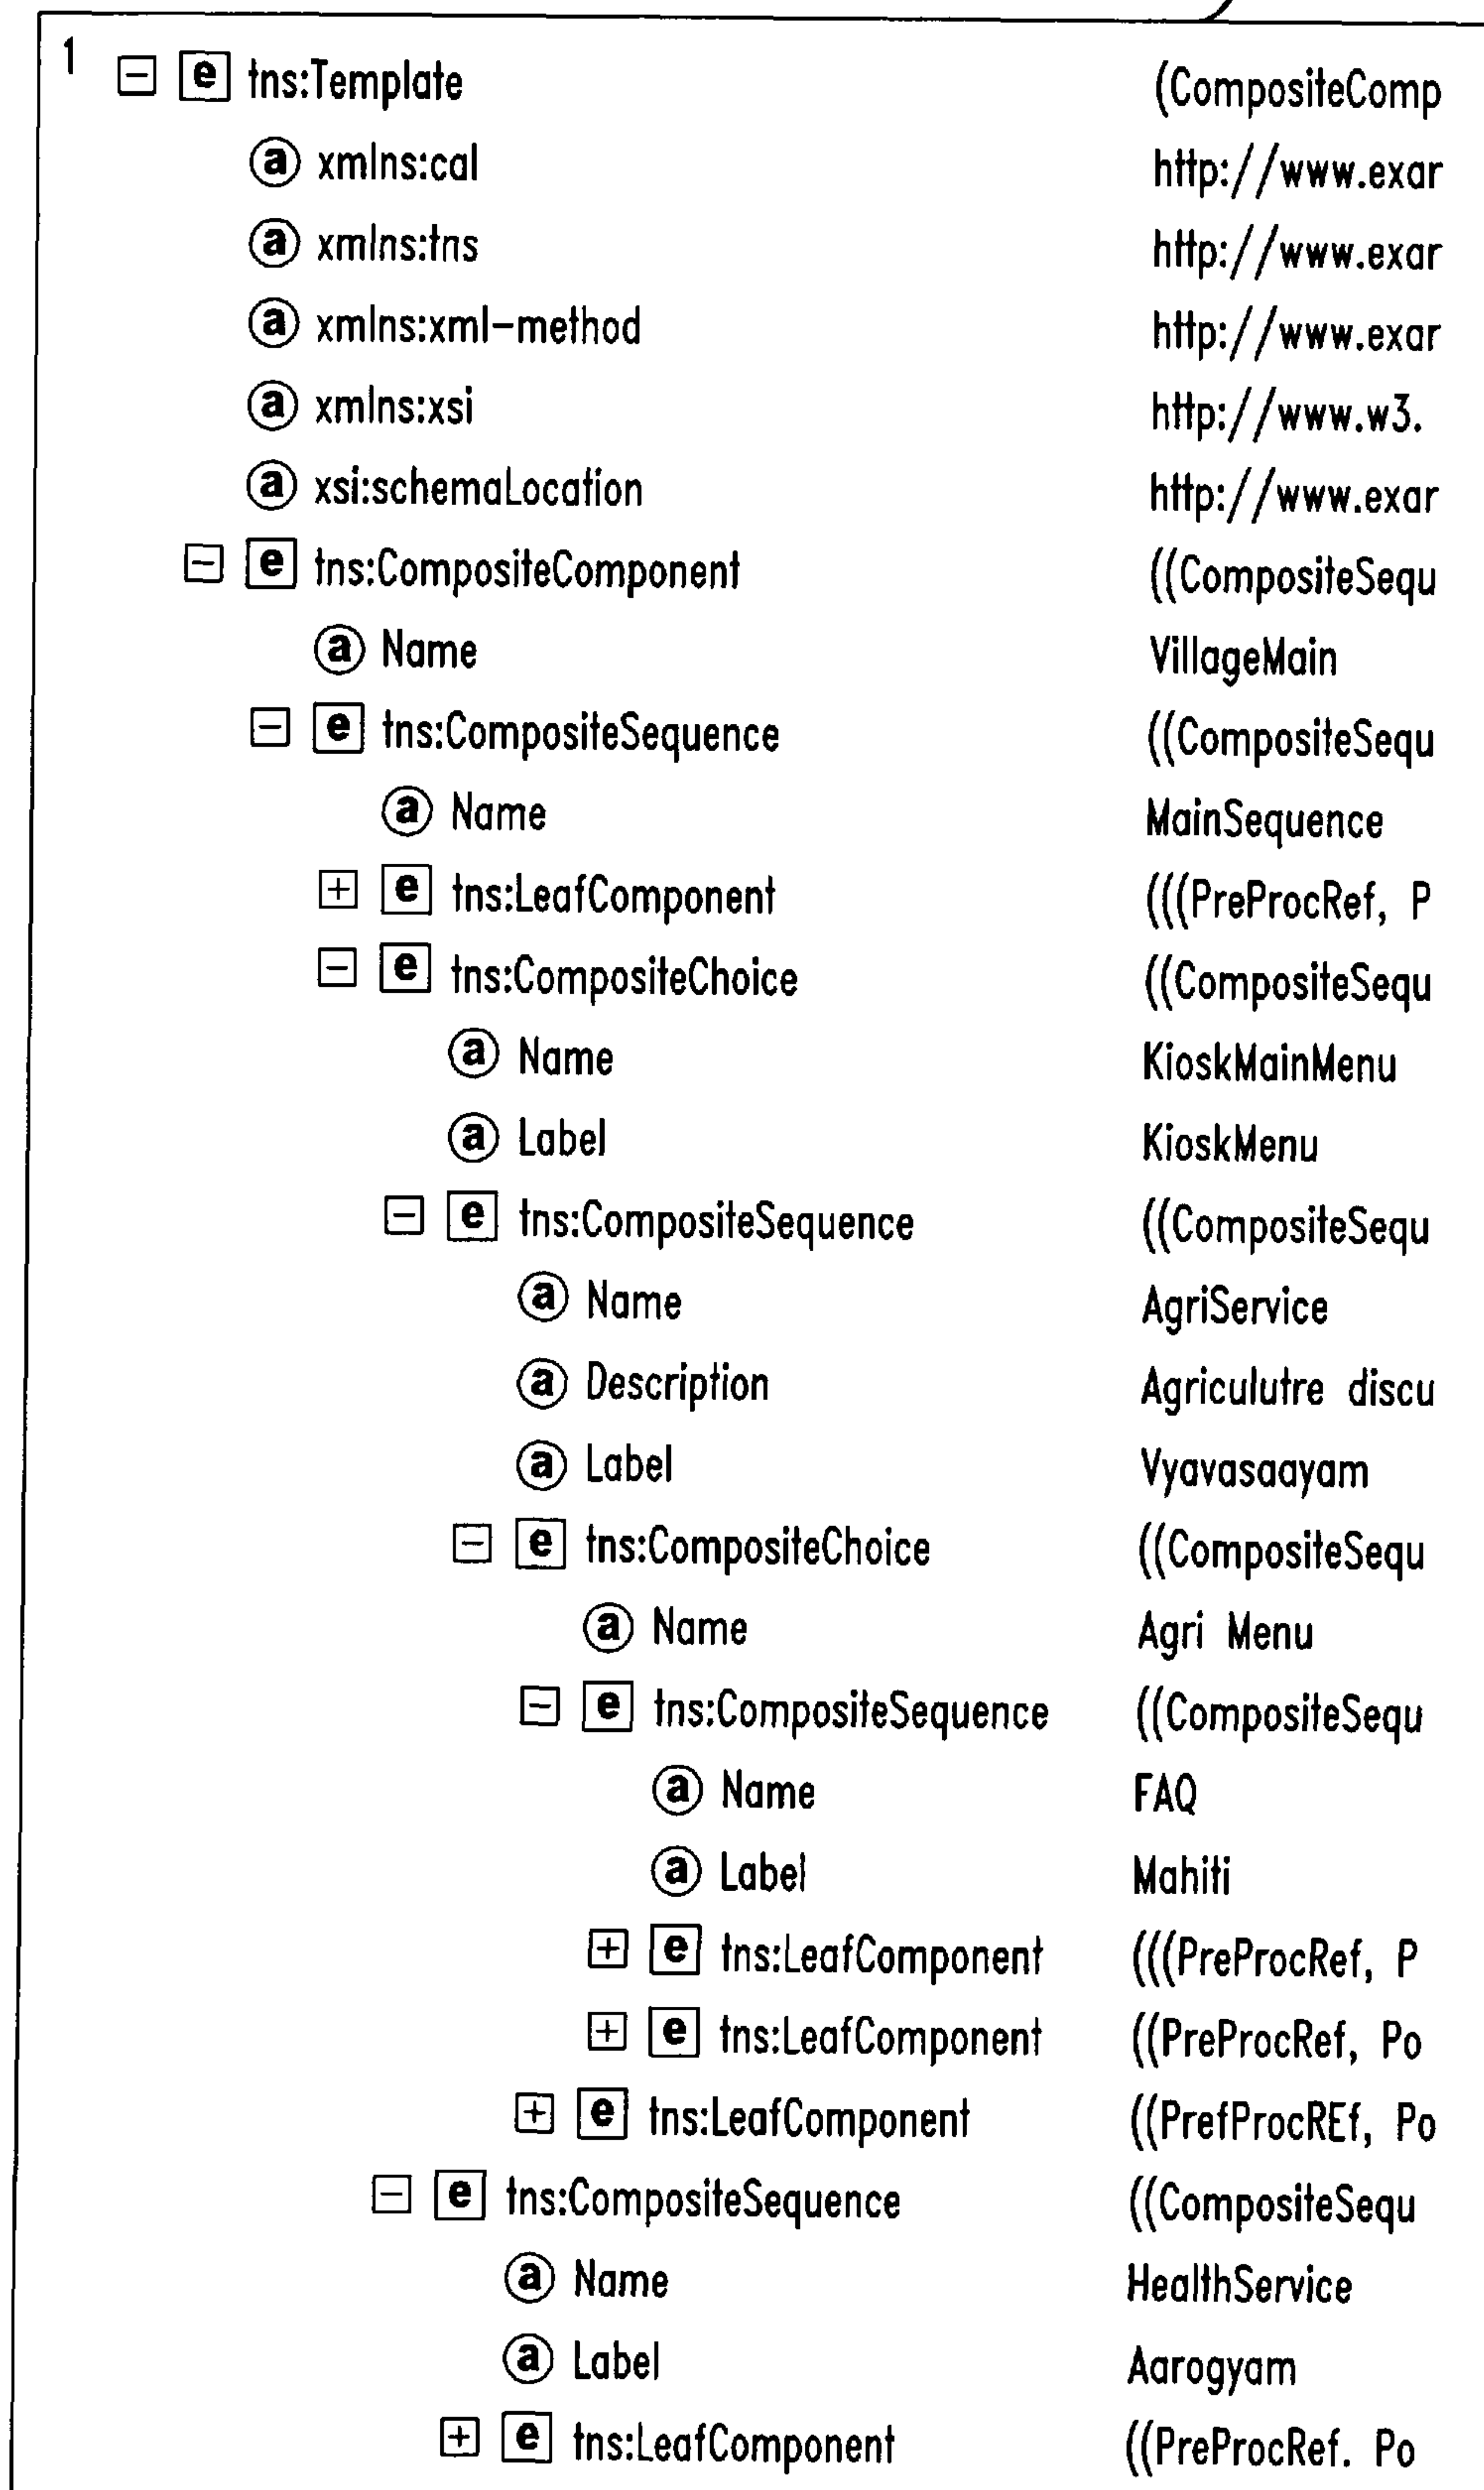 1
− e tns:Template (CompositeComp
a xmlns:cal http://www.exar
a xmlns:tns http://www.exar
a xmlns:xml-method http://www.exar
a xmlns:xsi http://www.w3.
a xsi:schemaLocation http://www.exar
− e tns:CompositeComponent ((CompositeSequ
a Name VillageMain
− e tns:CompositeSequence ((CompositeSequ
a Name MainSequence
+ e tns:LeafComponent (((PreProcRef, P
− e tns:CompositeChoice ((CompositeSequ
a Name KioskMainMenu
a Label KioskMenu
− e tns:CompositeSequence ((CompositeSequ
a Name AgriService
a Description Agriculutre discu
a Label Vyavasaayam
− e tns:CompositeChoice ((CompositeSequ
a Name Agri Menu
− e tns:CompositeSequence ((CompositeSequ
a Name FAQ
a Label Mahiti
+ e tns:LeafComponent (((PreProcRef, P
+ e tns:LeafComponent ((PreProcRef, Po
+ e tns:LeafComponent ((PrefProcREf, Po
− e tns:CompositeSequence ((CompositeSequ
a Name HealthService
a Label Aarogyam
+ e tns:LeafComponent ((PreProcRef. Po